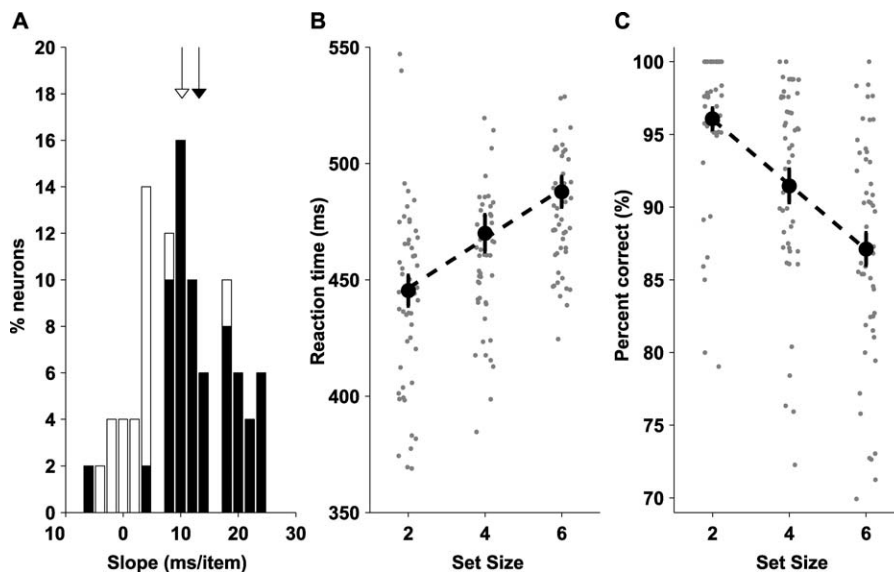 A
20
18
16
14
12
10
8
6
4
2
0
% neurons
10 0 10 20 30
Slope (ms/item)
B
550
500
450
400
350
Reaction time (ms)
2 4 6
Set Size
C
100
95
90
85
80
75
70
Percent correct (%)
2 4 6
Set Size